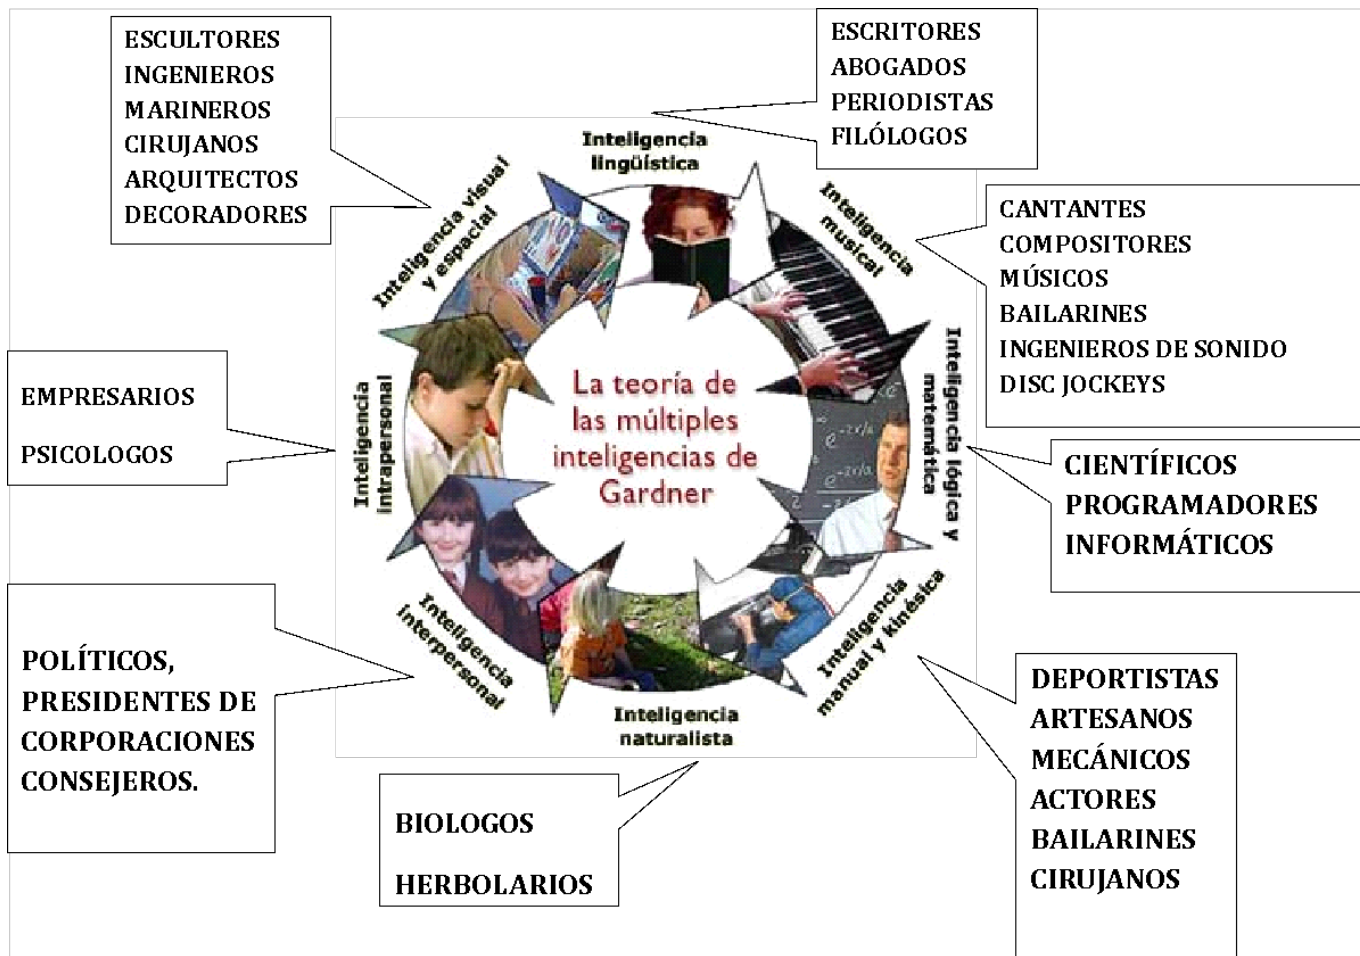 ESCULTORES
INGENIEROS
MARINEROS
CIRUJANOS
ARQUITECTOS
DECORADORES
ESCRITORES
ABOGADOS
PERIODISTAS
FILÓLOGOS
Inteligencia
lingüística
Inteligencia
musical
CANTANTES
COMPOSITORES
MÚSICOS
BAILARINES
INGENIEROS DE SONIDO
DISC JOCKEYS
Inteligencia visual
y espacial
Inteligencia lógica y
matemática
CIENTÍFICOS
PROGRAMADORES
INFORMÁTICOS
EMPRESARIOS
PSICOLOGOS
Inteligencia
intrapersonal
La teoría de
las múltiples
inteligencias de
Gardner
Inteligencia
manual y kinésica
DEPORTISTAS
ARTESANOS
MECÁNICOS
ACTORES
BAILARINES
CIRUJANOS
POLÍTICOS,
PRESIDENTES DE
CORPORACIONES
CONSEJEROS.
Inteligencia
interpersonal
Inteligencia
naturalista
BIOLOGOS
HERBOLARIOS